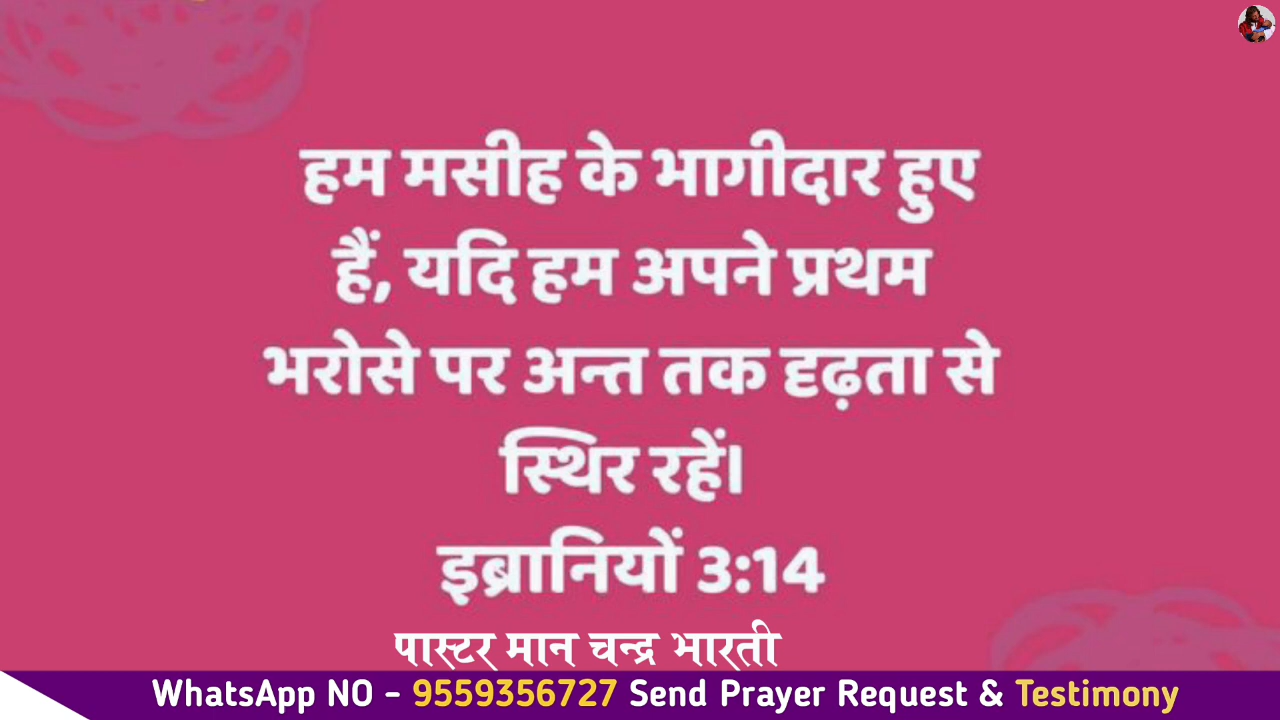 हम मसीह के भागीदार हुए
हैं, यदि हम अपने प्रथम
भरोसे पर अन्त तक दृढ़ता से
स्थिर रहें।
इब्रानियों 3:14
पास्टर मान चन्द्र भारती
WhatsApp NO - 9559356727 Send Prayer Request & Testimony